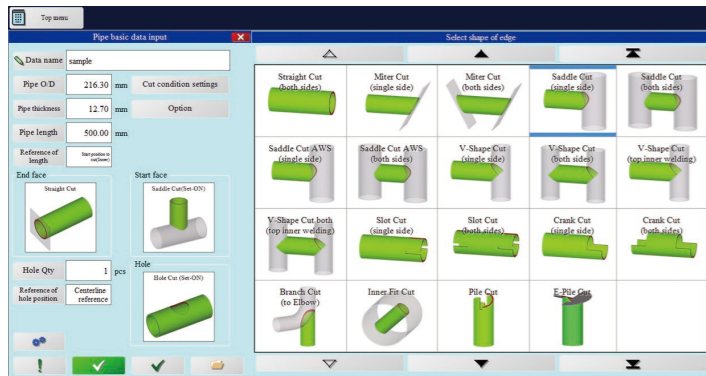 Top menu
Pipe basic data input
Data name
sample
Pipe O/D
216.30 mm
Cut condition settings
Pipe thickness
12.70 mm
Option
Pipe length
500.00 mm
Reference of
length
Start position to
cut(Inner)
End face
Straight Cut
Start face
Saddle Cut(Set-ON)
Hole Qty
1 pcs
Reference of
hole position
Centerline
reference
Hole
Hole Cut (Set-ON)
Select shape of edge
Straight Cut
(both sides)
Miter Cut
(single side)
Miter Cut
(both sides)
Saddle Cut
(single side)
Saddle Cut
(both sides)
Saddle Cut AWS
(single side)
Saddle Cut AWS
(both sides)
V-Shape Cut
(single side)
V-Shape Cut
(both sides)
V-Shape Cut
(top inner welding)
V-Shape Cut both
(top inner welding)
Slot Cut
(single side)
Slot Cut
(both sides)
Crank Cut
(single side)
Crank Cut
(both sides)
Branch Cut
(to Elbow)
Inner Fit Cut
Pile Cut
E-Pile Cut